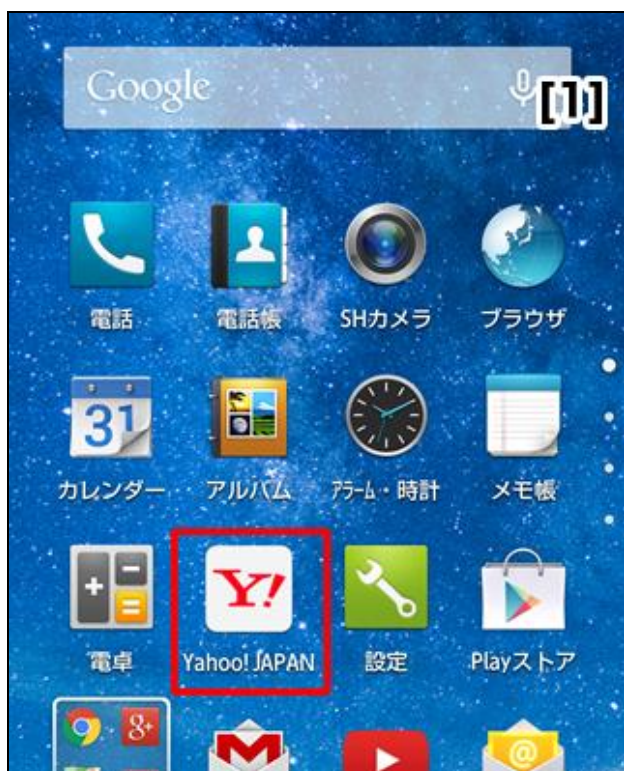 Google
[1]
電話
電話帳
SHカメラ
ブラウザ
31
カレンダー
アルバム
アラーム・時計
メモ帳
電卓
Y!
Yahoo! JAPAN
設定
Playストア
8+
M
@